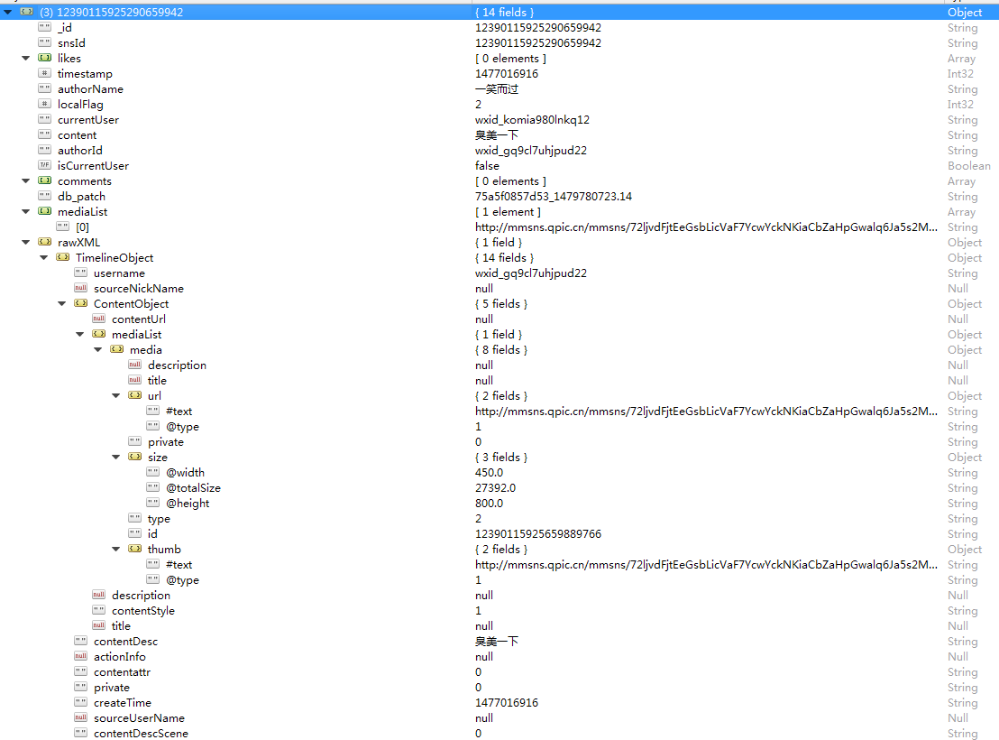 (3) 12390115925290659942 { 14 fields } Object
_id 12390115925290659942 String
snsId 12390115925290659942 String
likes [ 0 elements ] Array
timestamp 1477016916 Int32
authorName 一笑而过 String
localFlag 2 Int32
currentUser wxid_komia980lnkq12 String
content 臭美一下 String
authorId wxid_gq9cl7uhjpud22 String
isCurrentUser false Boolean
comments [ 0 elements ] Array
db_patch 75a5f0857d53_1479780723.14 String
mediaList [ 1 element ] Array
[0] http://mmsns.qpic.cn/mmsns/72ljvdFjtEeGsbLicVaF7YcwYckNKiaCbZaHpGwalq6Ja5s2M... String
rawXML { 1 field } Object
TimelineObject { 14 fields } Object
username wxid_gq9cl7uhjpud22 String
sourceNickName null Null
ContentObject { 5 fields } Object
contentUrl null Null
mediaList { 1 field } Object
media { 8 fields } Object
description null Null
title null Null
url { 2 fields } Object
#text http://mmsns.qpic.cn/mmsns/72ljvdFjtEeGsbLicVaF7YcwYckNKiaCbZaHpGwalq6Ja5s2M... String
@type 1 String
private 0 String
size { 3 fields } Object
@width 450.0 String
@totalSize 27392.0 String
@height 800.0 String
type 2 String
id 12390115925659889766 String
thumb { 2 fields } Object
#text http://mmsns.qpic.cn/mmsns/72ljvdFjtEeGsbLicVaF7YcwYckNKiaCbZaHpGwalq6Ja5s2M... String
@type 1 String
description null Null
contentStyle 1 String
title null Null
contentDesc 臭美一下 String
actionInfo null Null
contentattr 0 String
private 0 String
createTime 1477016916 String
sourceUserName null Null
contentDescScene 0 String